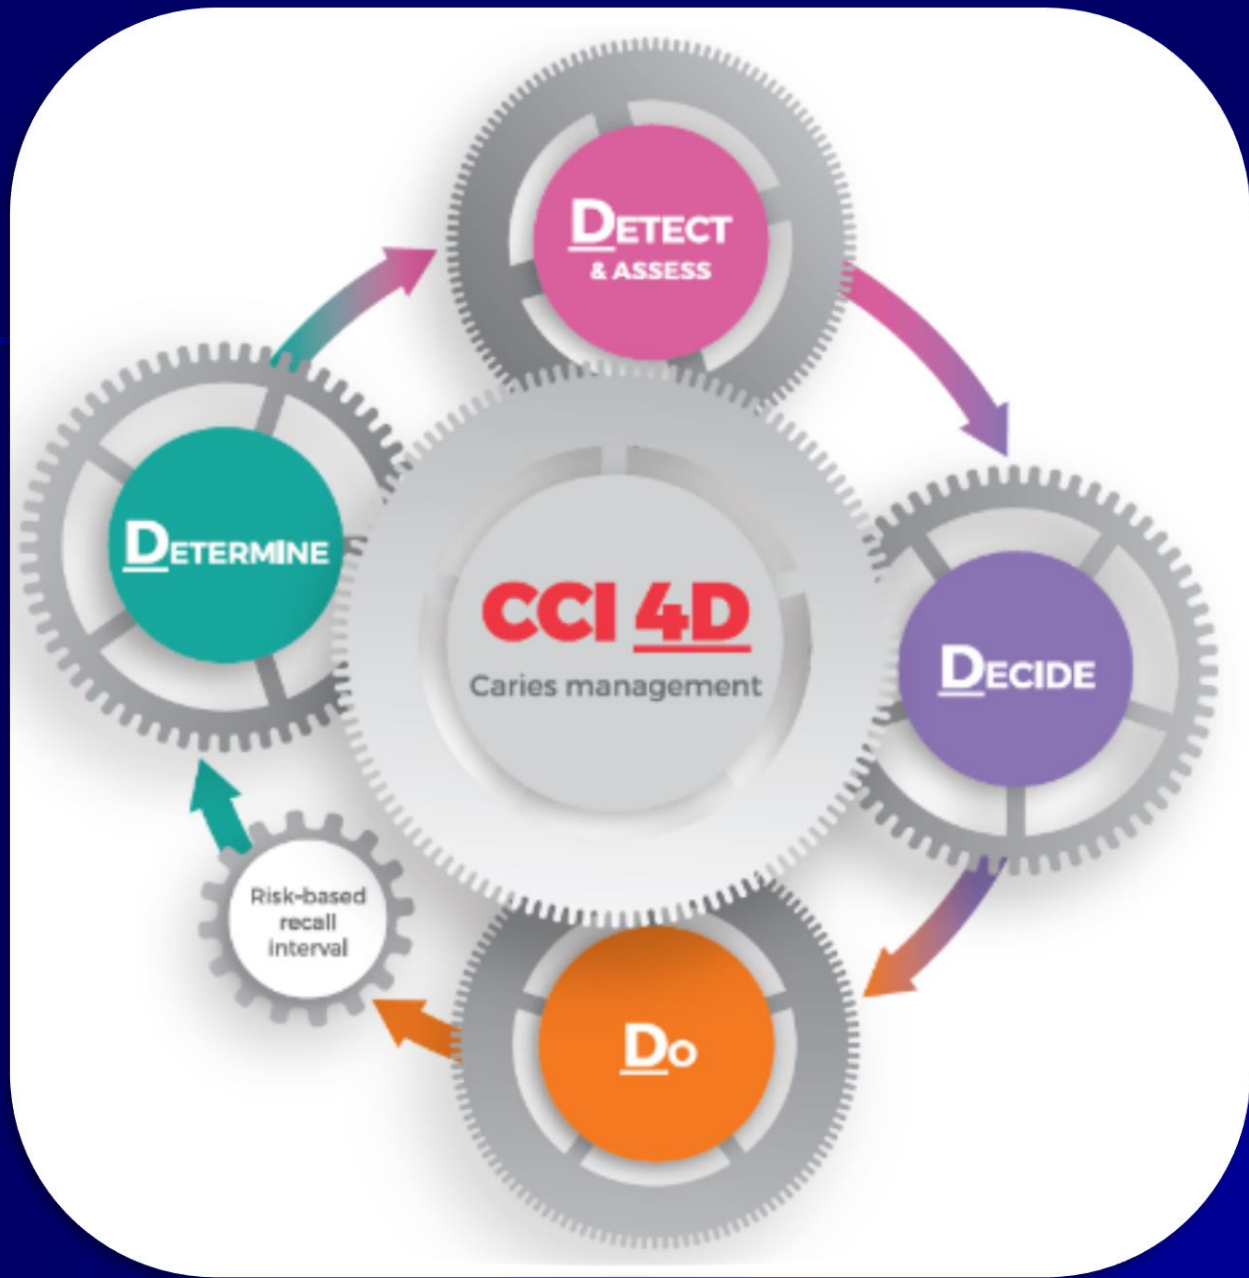 DETECT
& ASSESS
DETERMINE
CCI 4D
Caries management
DECIDE
Risk-based
recall
interval
DO